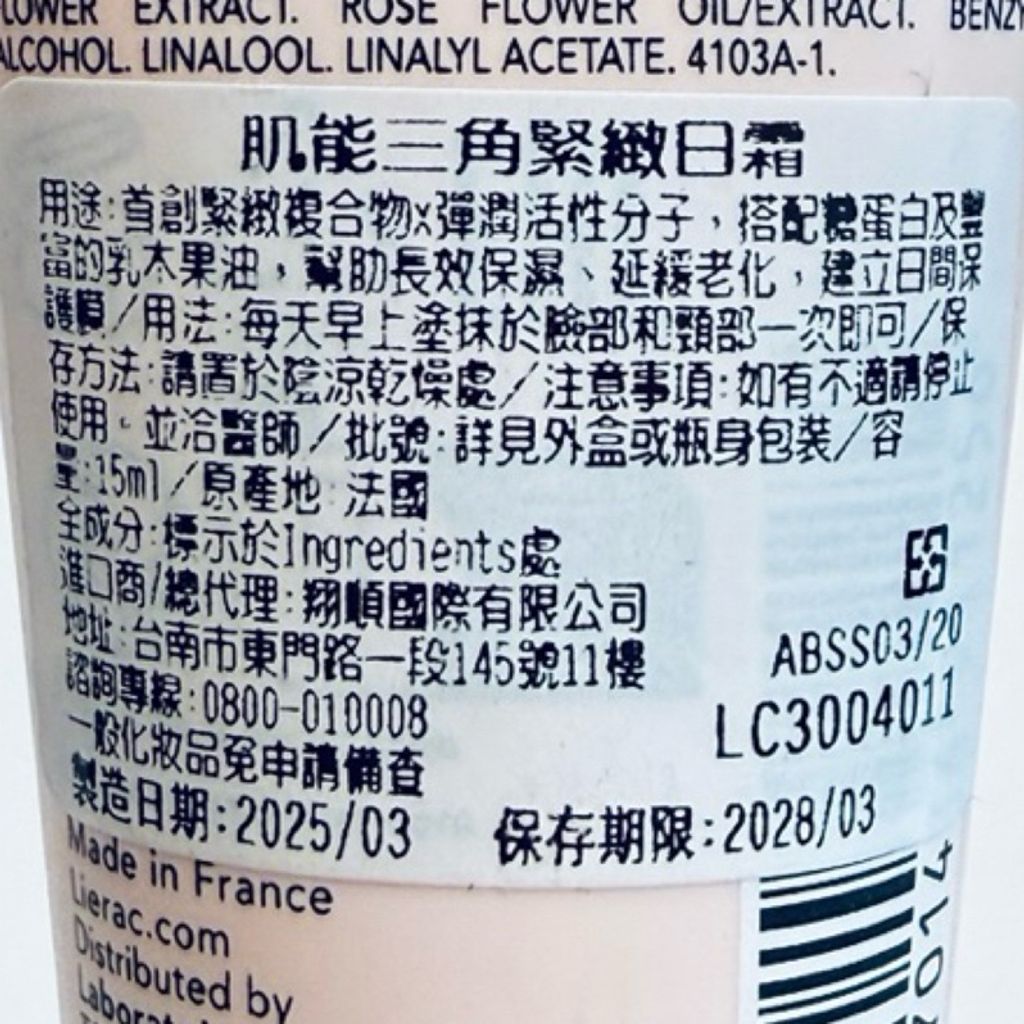 FLOWER EXTRACT. ROSE FLOWER OIL/EXTRACT. BENZY
ALCOHOL. LINALOOL. LINALYL ACETATE. 4103A-1.
肌能三角緊緻日霜
用途:首創緊緻複合物x彈潤活性分子，搭配糖蛋白及豐
富的乳木果油，幫助長效保濕、延緩老化，建立日間保
護膜/用法:每天早上塗抹於臉部和頸部一次即可/保
存方法:請置於陰涼乾燥處/注意事項:如有不適請停止
使用。並洽醫師/批號:詳見外盒或瓶身包裝/容
量:15ml/原產地:法國
全成分:標示於Ingredients處
進口商/總代理:翔順國際有限公司
地址:台南市東門路一段145號11樓
諮詢專線:0800-010008
一般化妝品免申請備查
製造日期:2025/03 保存期限:2028/03
ABSS03/20
LC3004011
Made in France
Lierac.com
Distributed by
Laborat